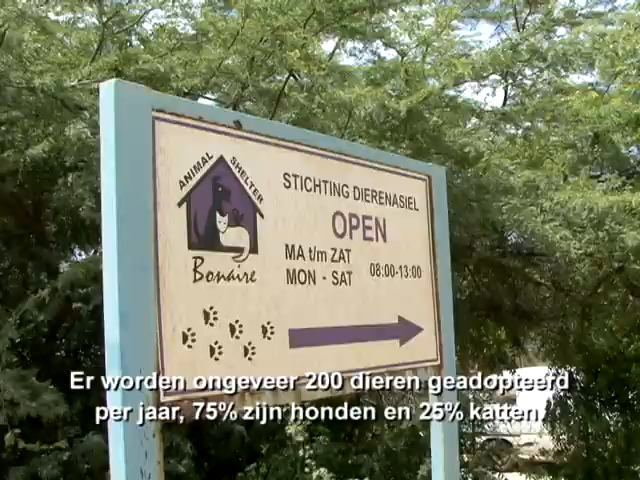 ANIMAL SHELTER
Bonaire
STICHTING DIERENASIEL
OPEN
MA t/m ZAT
MON - SAT
08:00-13:00
Er worden ongeveer 200 dieren geadopteerd
per jaar, 75% zijn honden en 25% katten